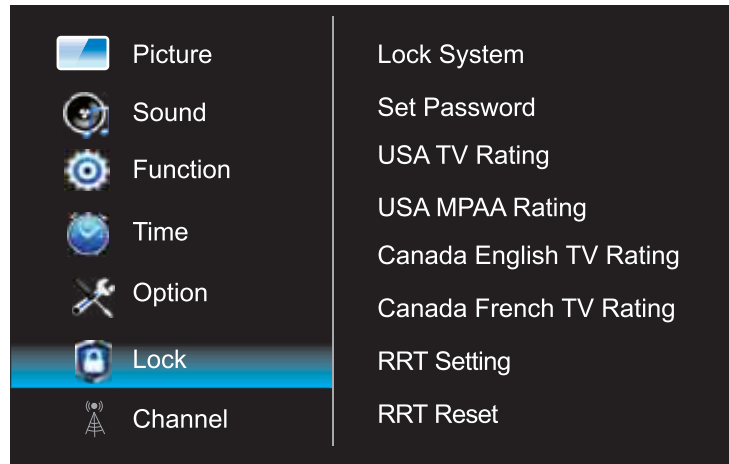 Picture
Sound
Function
Time
Option
Lock
Channel
Lock System
Set Password
USA TV Rating
USA MPAA Rating
Canada English TV Rating
Canada French TV Rating
RRT Setting
RRT Reset